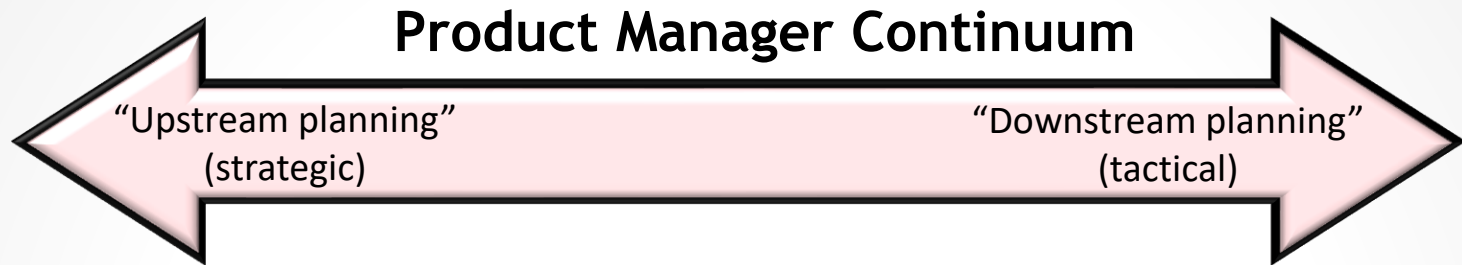 Product Manager Continuum
“Upstream planning”
(strategic)
“Downstream planning”
(tactical)